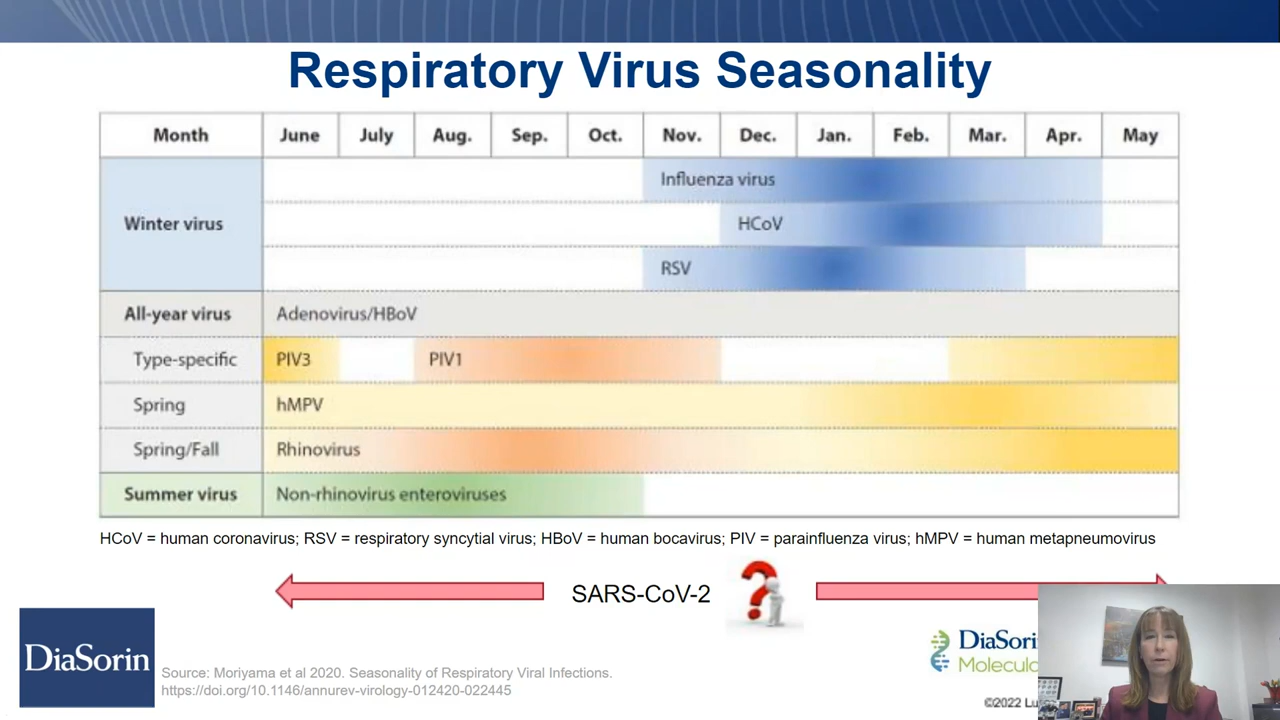 Respiratory Virus Seasonality
Month June July Aug. Sep. Oct. Nov. Dec. Jan. Feb. Mar. Apr. May
Winter virus
Influenza virus
HCoV
RSV
All-year virus Adenovirus/HBoV
Type-specific PIV3 PIV1
Spring hMPV
Spring/Fall Rhinovirus
Summer virus Non-rhinovirus enteroviruses
HCoV = human coronavirus; RSV = respiratory syncytial virus; HBoV = human bocavirus; PIV = parainfluenza virus; hMPV = human metapneumovirus
SARS-CoV-2 ?
DiaSorin
Source: Moriyama et al 2020. Seasonality of Respiratory Viral Infections.
https://doi.org/10.1146/annurev-virology-012420-022445
©2022